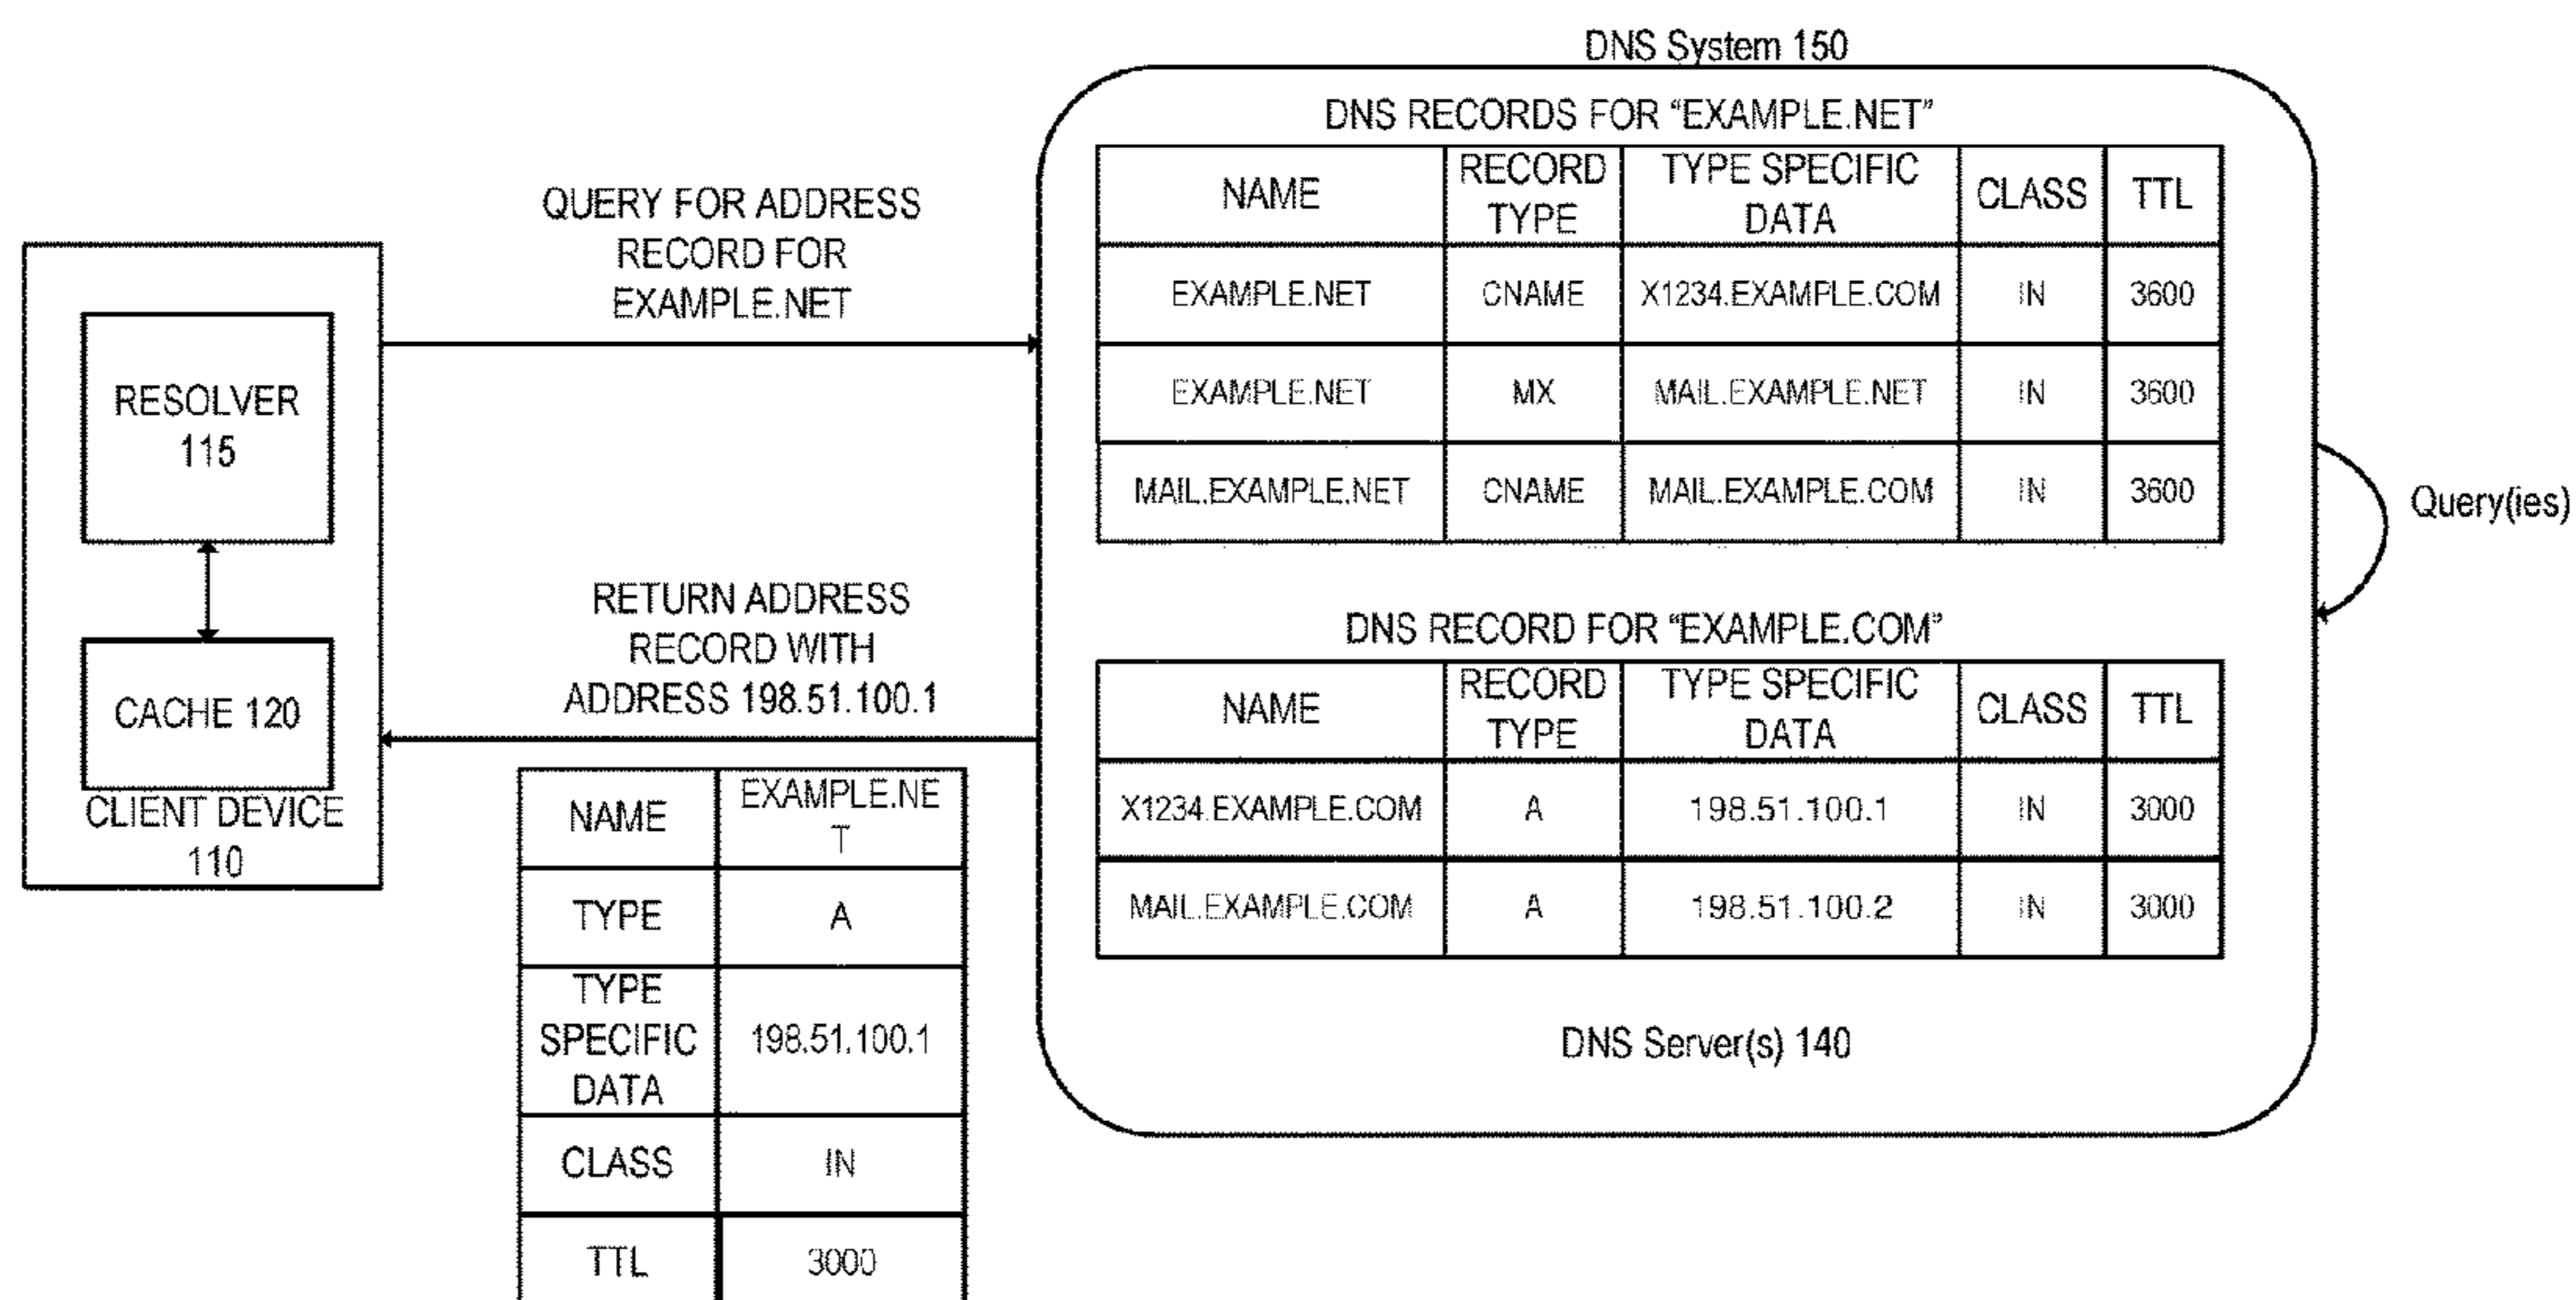 DNS System 150
DNS RECORDS FOR “EXAMPLE.NET”
NAME RECORD TYPE TYPE SPECIFIC DATA CLASS TTL
EXAMPLE.NET CNAME X1234.EXAMPLE.COM IN 3600
EXAMPLE.NET MX MAIL.EXAMPLE.NET IN 3600
MAIL.EXAMPLE.NET CNAME MAIL.EXAMPLE.COM IN 3600
Query(ies)
DNS RECORD FOR “EXAMPLE.COM”
NAME RECORD TYPE TYPE SPECIFIC DATA CLASS TTL
X1234.EXAMPLE.COM A 198.51.100.1 IN 3000
MAIL.EXAMPLE.COM A 198.51.100.2 IN 3000
DNS Server(s) 140
QUERY FOR ADDRESS
RECORD FOR
EXAMPLE.NET
RESOLVER
115
CACHE 120
CLIENT DEVICE
110
RETURN ADDRESS
RECORD WITH
ADDRESS 198.51.100.1
NAME EXAMPLE.NE
T
TYPE A
TYPE
SPECIFIC
DATA
198.51.100.1
CLASS IN
TTL 3000